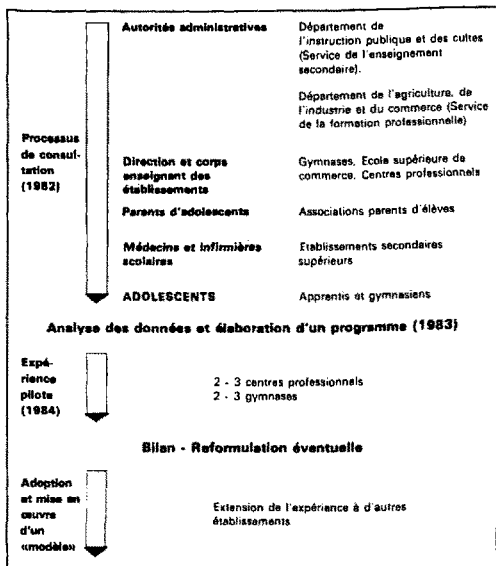 Autorités administratives
Département de
l'instruction publique et des cultes
(Service de l'enseignement
secondaire).
Département de l'agriculture, de
l'industrie et du commerce (Service
de la formation professionnelle)
Processus
de consul-
tation
(1982)
Direction et corps
enseignant des
établissements
Gymnases, Ecole supérieure de
commerce, Centres professionnels
Parents d'adolescents
Associations parents d'élèves
Médecins et infirmières
scolaires
Etablissements secondaires
supérieurs
ADOLESCENTS
Apprentis et gymnasiens
Analyse des données et élaboration d'un programme (1983)
Expé-
rience
pilote
(1984)
2 - 3 centres professionnels
2 - 3 gymnases
Bilan - Reformulation éventuelle
Adoption
et mise en
œuvre
d'un
«modèle»
Extension de l'expérience à d'autres
établissements